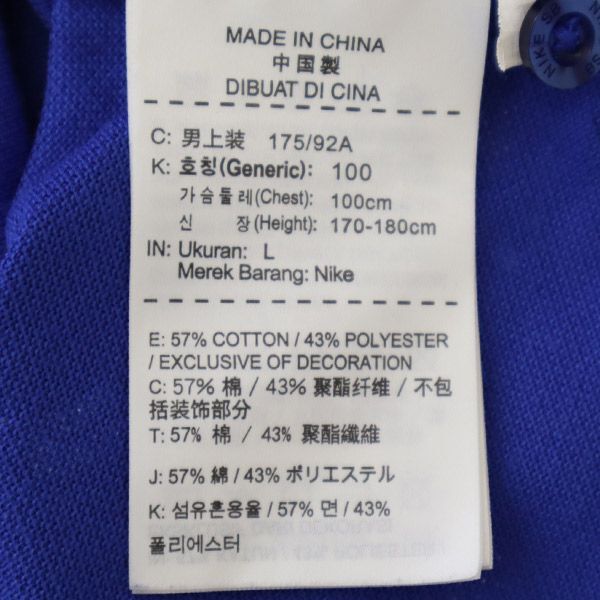 MADE IN CHINA
中国製
DIBUAT DI CINA
C: 男上装 175/92A
K: 호칭(Generic): 100
가슴둘레(Chest): 100cm
신 장(Height): 170-180cm
IN: Ukuran: L
Merek Barang: Nike
E: 57% COTTON / 43% POLYESTER
/ EXCLUSIVE OF DECORATION
C: 57% 棉 / 43% 聚酯纤维 / 不包
括装饰部分
T: 57% 棉 / 43% 聚酯纖維
J: 57% 綿 / 43% ポリエステル
K: 섬유혼용율 / 57% 면 / 43%
폴리에스터
NIKE SB